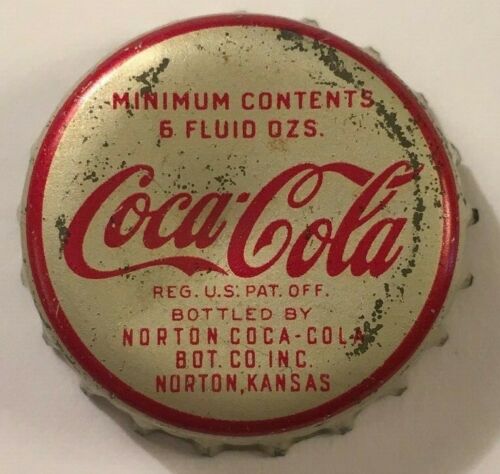 MINIMUM CONTENTS
6 FLUID OZS.
Coca-Cola
REG. U.S. PAT. OFF.
BOTTLED BY
NORTON COCA-COLA
BOT. CO. INC.
NORTON, KANSAS